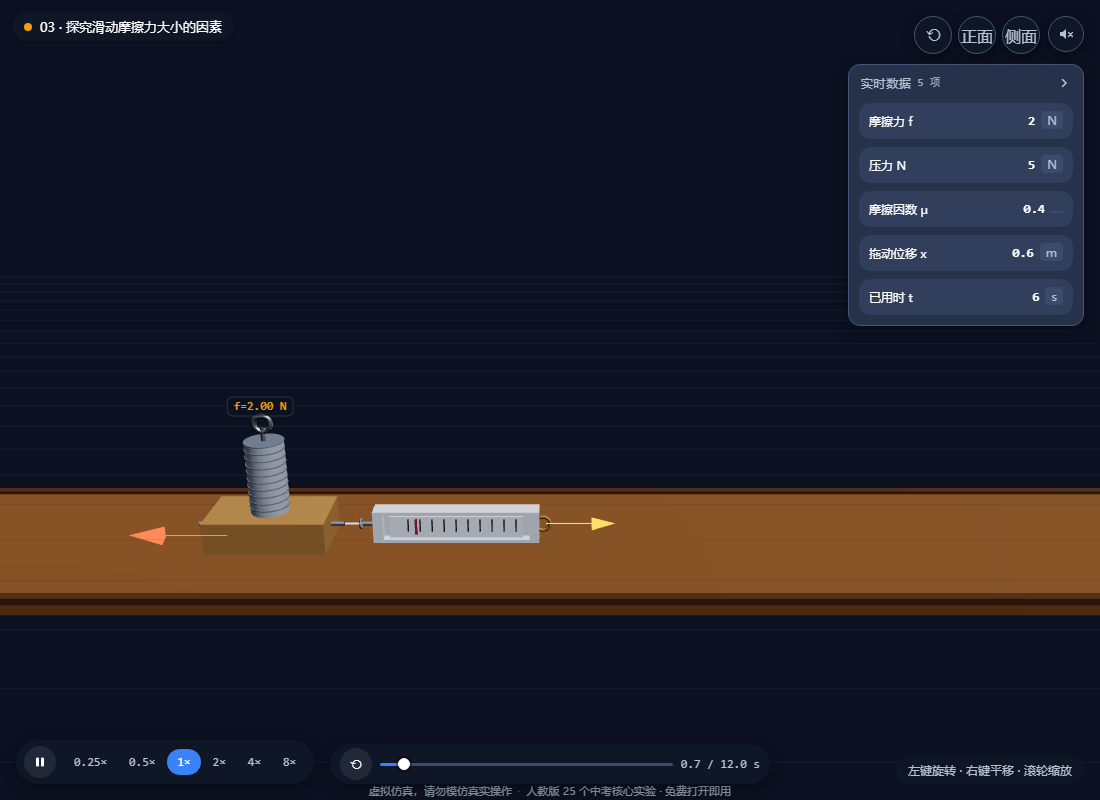 03 · 探究滑动摩擦力大小的因素
正面
侧面
实时数据 5 项
摩擦力 f 2 N
压力 N 5 N
摩擦因数 μ 0.4 —
拖动位移 x 0.6 m
已用时 t 6 s
f=2.00 N
0.25× 0.5× 1× 2× 4× 8×
0.7 / 12.0 s
左键旋转 · 右键平移 · 滚轮缩放
虚拟仿真，请勿模仿真实操作 · 人教版 25 个中考核心实验 · 免费打开即用